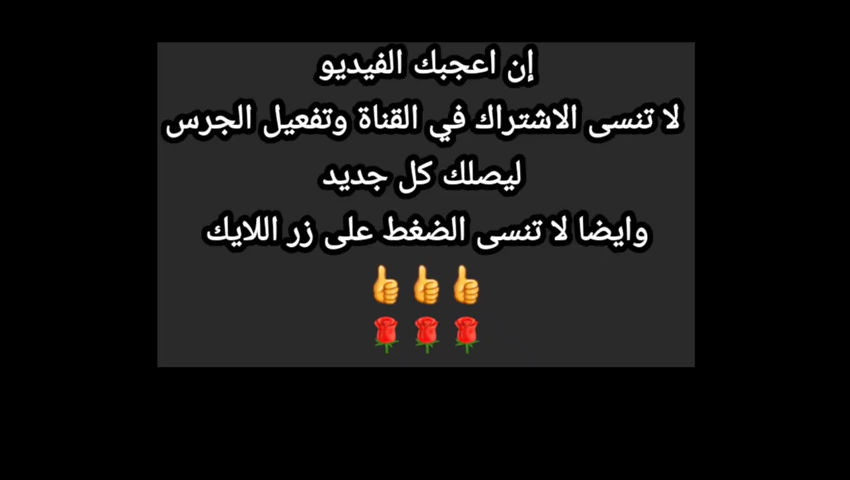 إن اعجبك الفيديو
لا تنسى الاشتراك في القناة وتفعيل الجرس
ليصلك كل جديد
وايضا لا تنسى الضغط على زر اللايك
👍👍👍
🌹🌹🌹